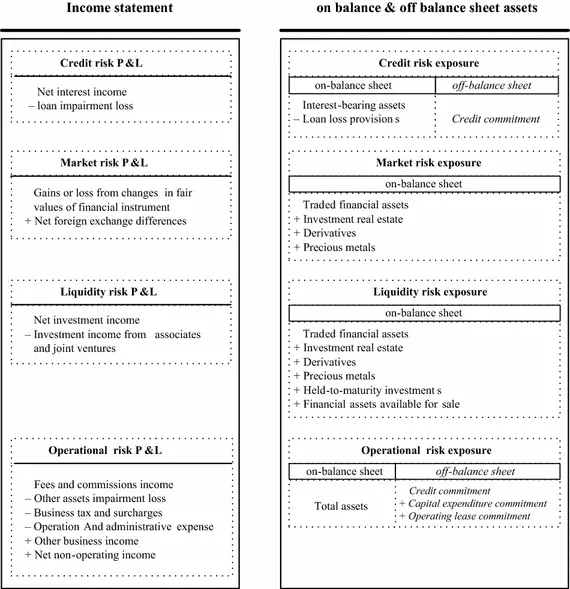 Income statement
Credit risk P &L
Net interest income
– loan impairment loss
Market risk P &L
Gains or loss from changes in fair
values of financial instrument
+ Net foreign exchange differences
Liquidity risk P &L
Net investment income
– Investment income from associates
and joint ventures
Operational risk P &L
Fees and commissions income
– Other assets impairment loss
– Business tax and surcharges
– Operation And administrative expense
+ Other business income
+ Net non-operating income
on balance & off balance sheet assets
Credit risk exposure
on-balance sheet off-balance sheet
Interest-bearing assets
– Loan loss provision s Credit commitment
Market risk exposure
on-balance sheet
Traded financial assets
+ Investment real estate
+ Derivatives
+ Precious metals
Liquidity risk exposure
on-balance sheet
Traded financial assets
+ Investment real estate
+ Derivatives
+ Precious metals
+ Held-to-maturity investment s
+ Financial assets available for sale
Operational risk exposure
on-balance sheet off-balance sheet
Total assets
Credit commitment
+ Capital expenditure commitment
+ Operating lease commitment